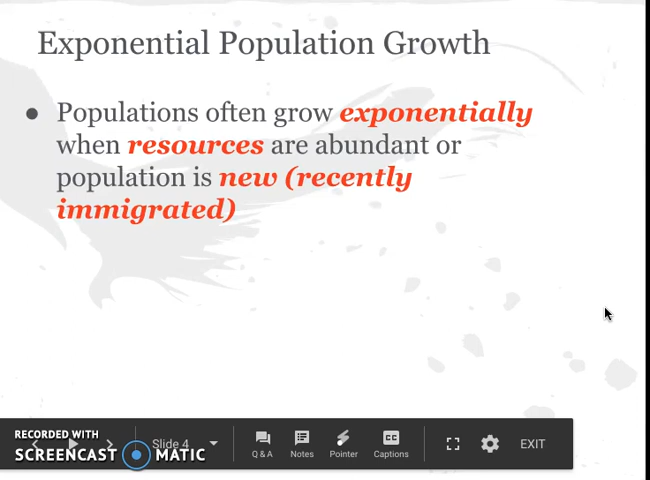 Exponential Population Growth
● Populations often grow exponentially
when resources are abundant or
population is new (recently
immigrated)
RECORDED WITH
SCREENCAST MATIC
Slide 4
Q & A Notes Pointer Captions
EXIT